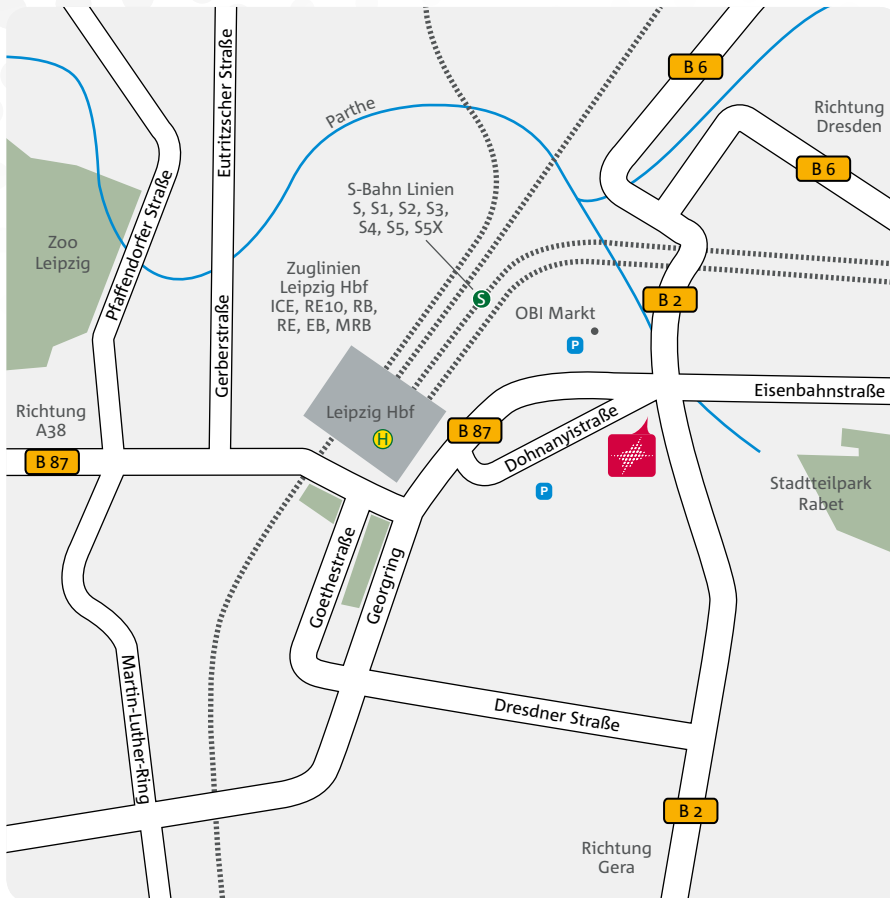 B 6
Richtung
Dresden
B 6
Eutritzscher Straße
Parthe
S-Bahn Linien
S, S1, S2, S3,
S4, S5, S5X
Zoo
Leipzig
Pfaffendorfer Straße
Zuglinien
Leipzig Hbf
ICE, RE10, RB,
RE, EB, MRB
S
B 2
OBI Markt
P
Gerberstraße
Eisenbahnstraße
Richtung
A38
Leipzig Hbf
H
B 87
Dohnanyistraße
B 87
P
Stadtteilpark
Rabet
Goethestraße
Georgring
Martin-Luther-Ring
Dresdner Straße
B 2
Richtung
Gera